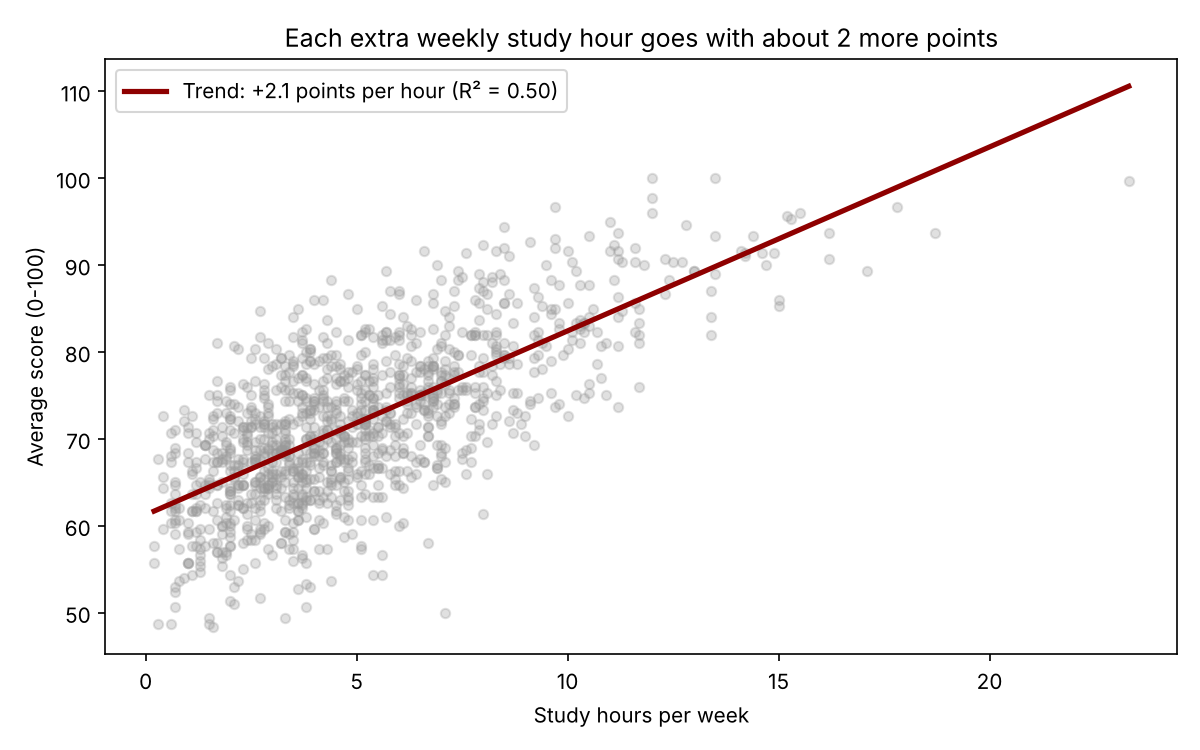 Each extra weekly study hour goes with about 2 more points
Trend: +2.1 points per hour (R² = 0.50)
Average score (0-100)
110
100
90
80
70
60
50
0 5 10 15 20
Study hours per week